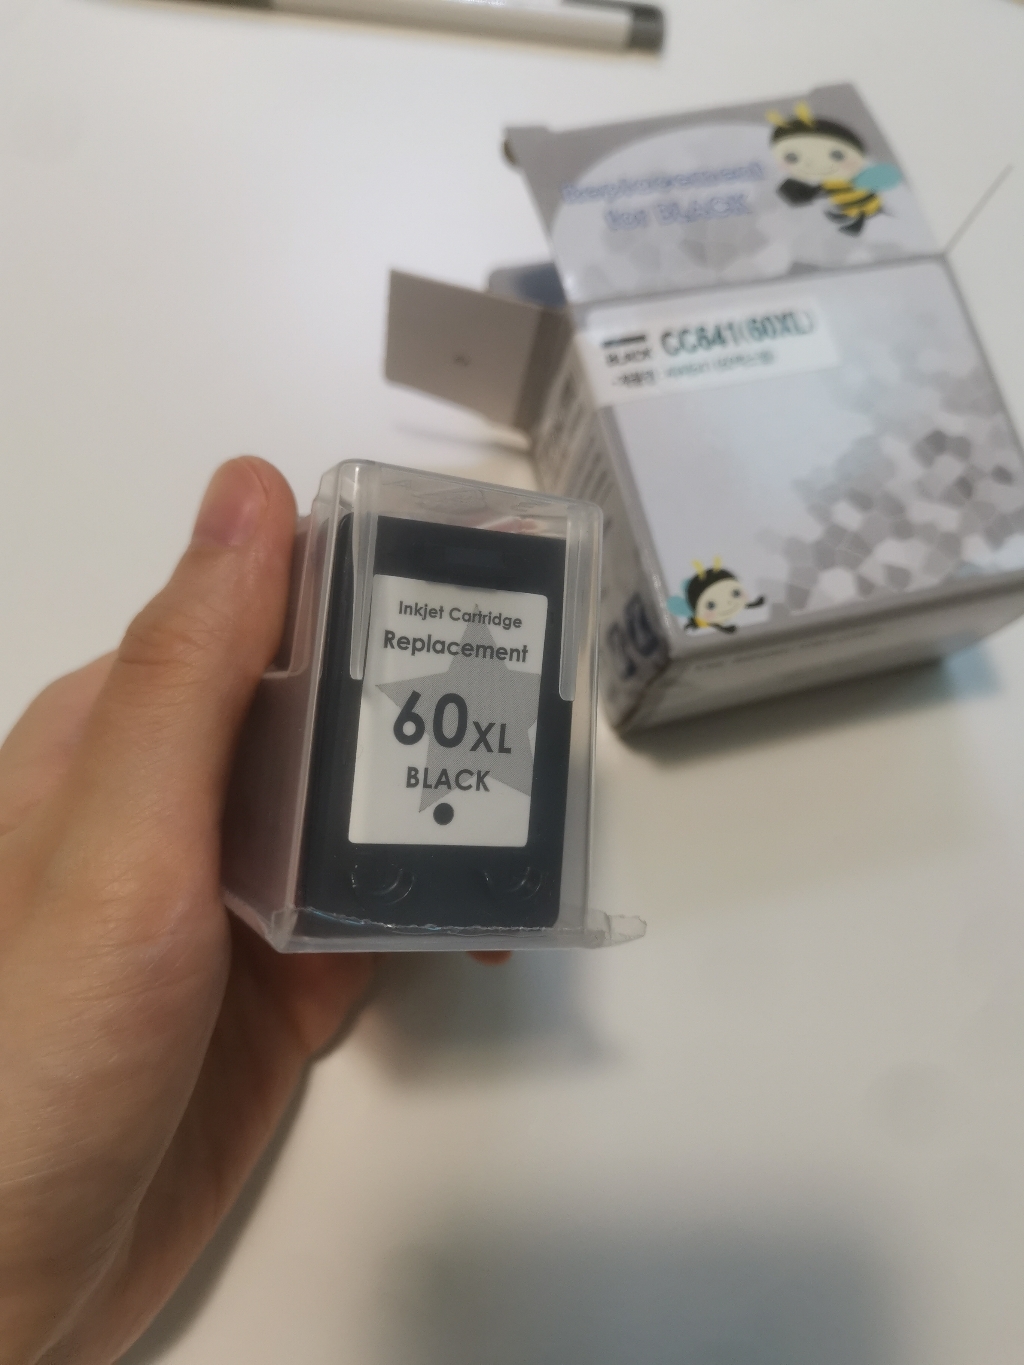 Replacement
for BLACK
BLACK CC641(60XL)
Inkjet Cartridge
Replacement
60XL
BLACK